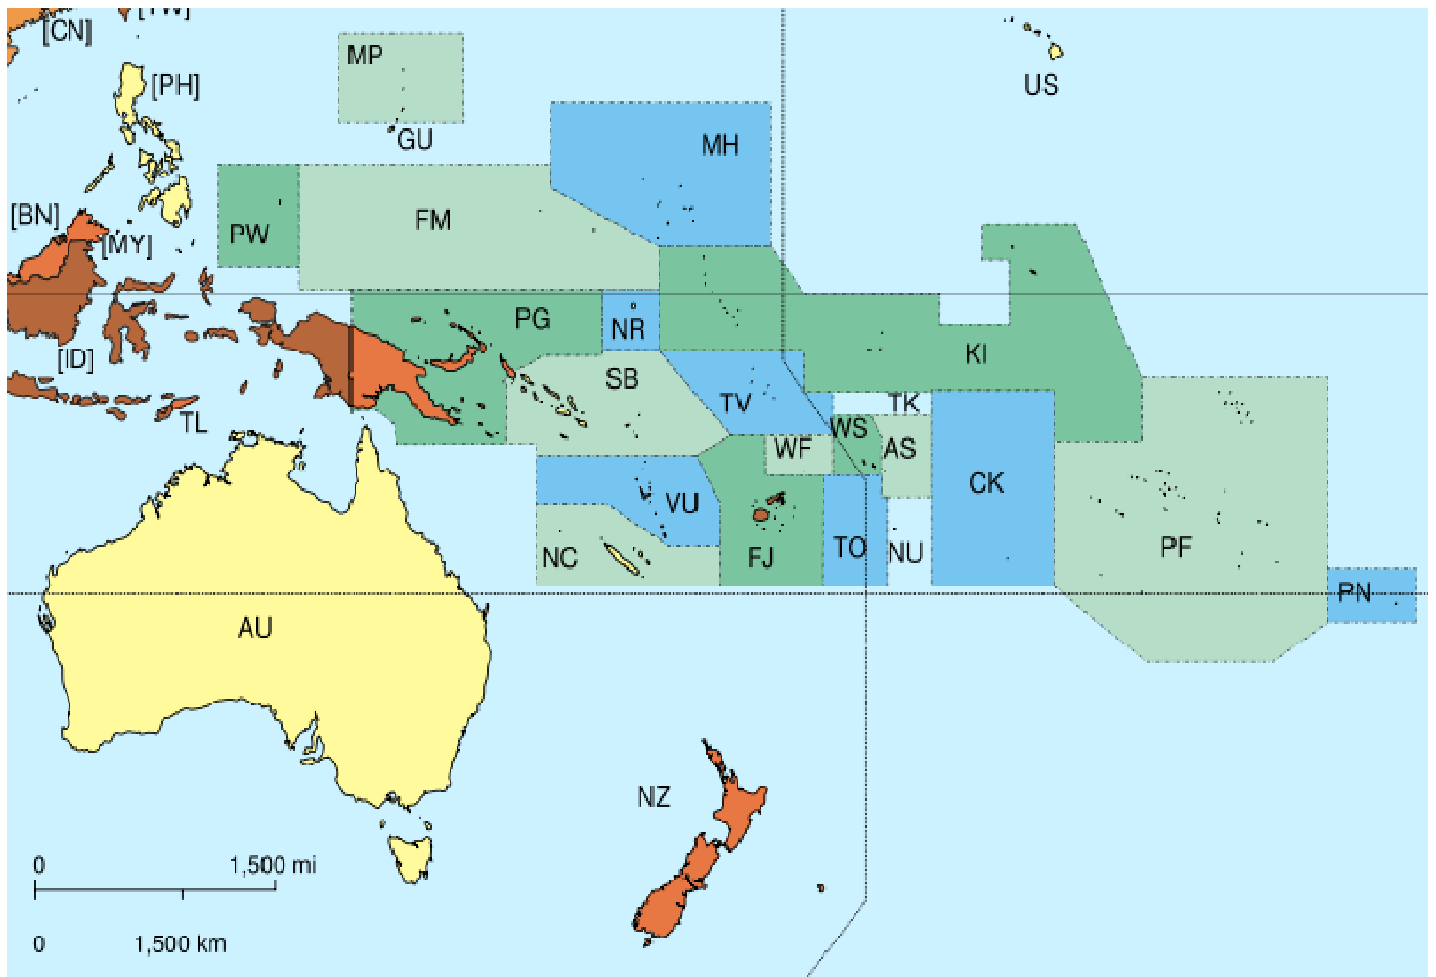 [TW]
[CN]
MP
US
[PH]
GU
MH
[BN]
FM
PW
[MY]
PG
NR
KI
[ID]
SB
TV
TK
TL
WS
WF
AS
CK
VU
PF
NC
FJ
TO
NU
PN
AU
NZ
0 1,500 mi
0 1,500 km